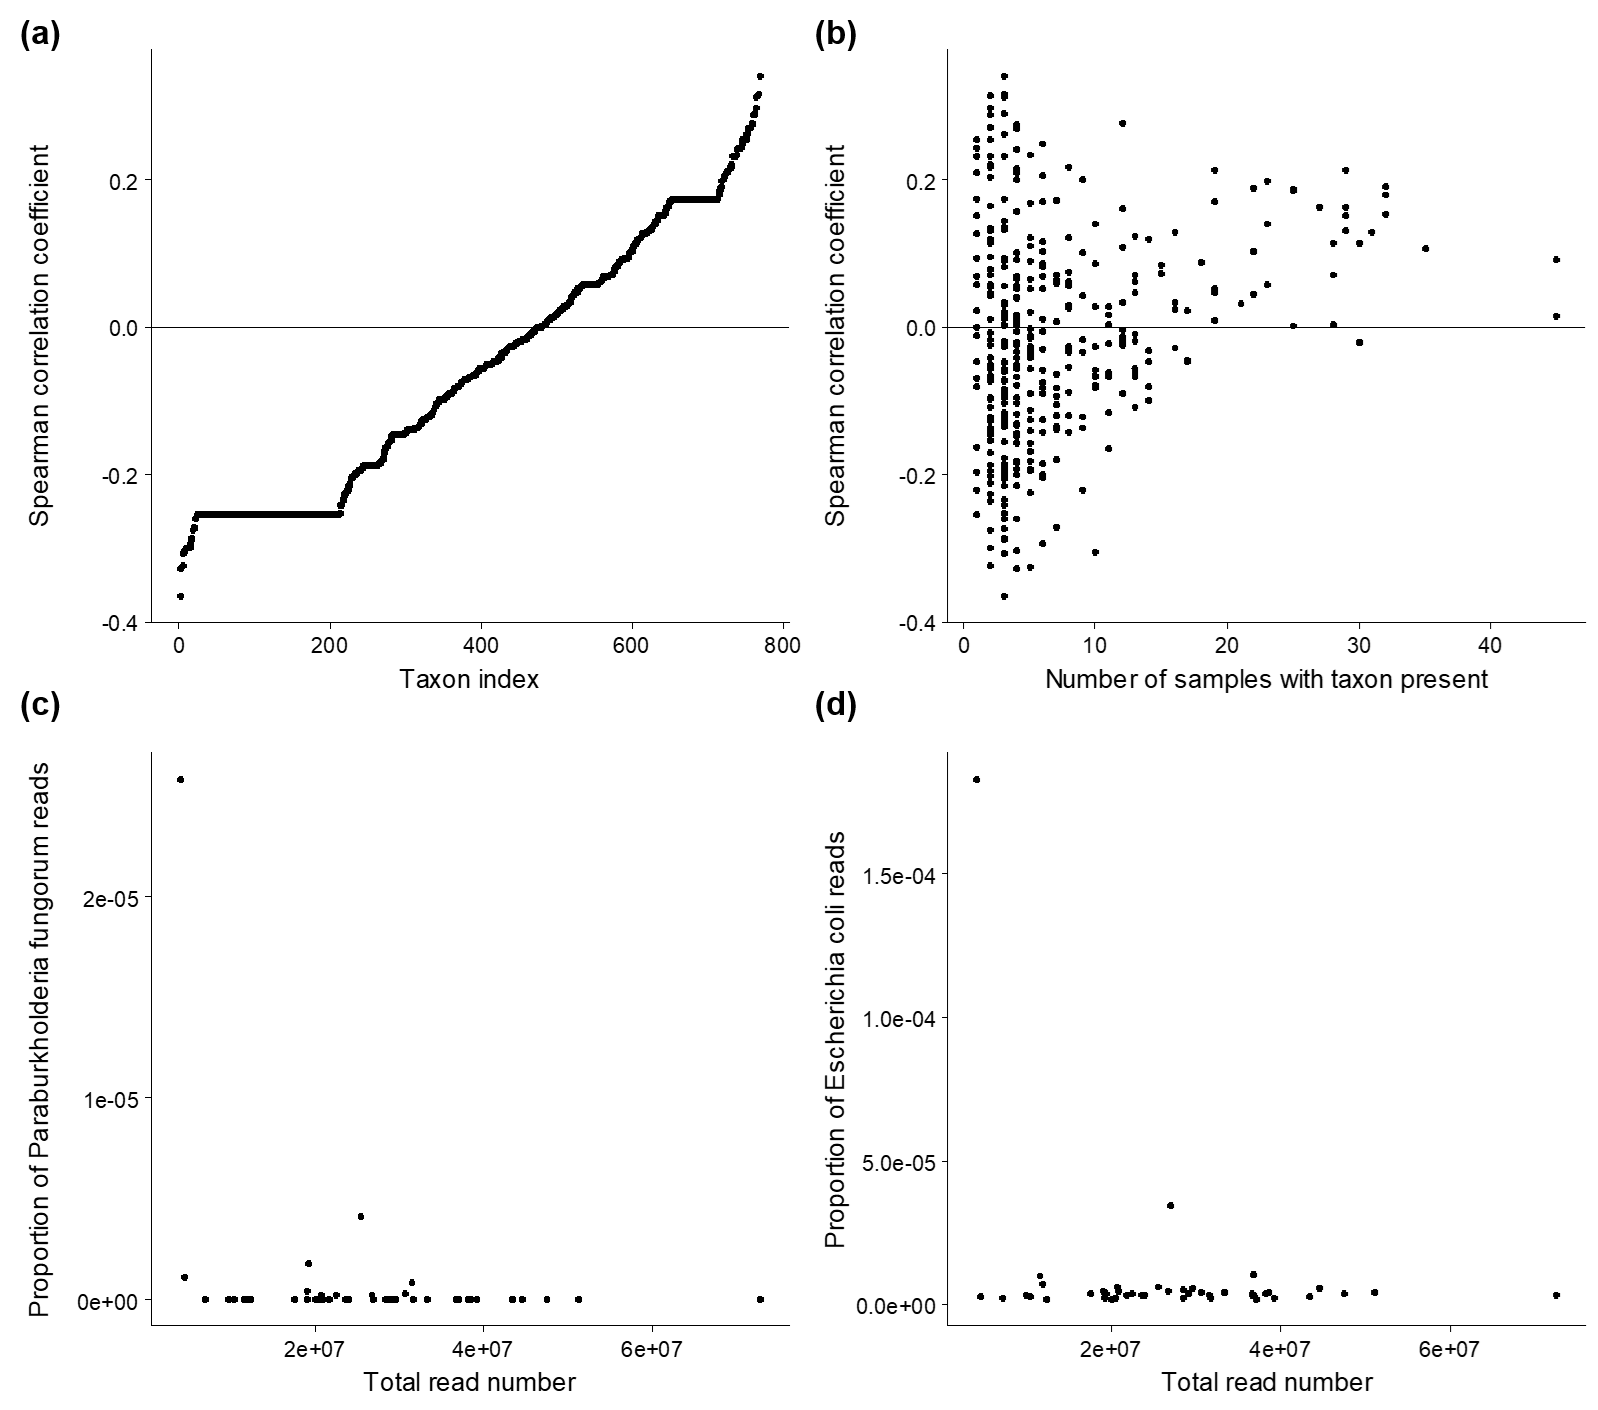 (a)
Spearman correlation coefficient
0.2
0.0
-0.2
-0.4
0
200
400
600
800
Taxon index
(b)
Spearman correlation coefficient
0.2
0.0
-0.2
-0.4
0
10
20
30
40
Number of samples with taxon present
(c)
Proportion of Paraburkholderia fungorum reads
2e-05
1e-05
0e+00
2e+07
4e+07
6e+07
Total read number
(d)
Proportion of Escherichia coli reads
1.5e-04
1.0e-04
5.0e-05
0.0e+00
2e+07
4e+07
6e+07
Total read number